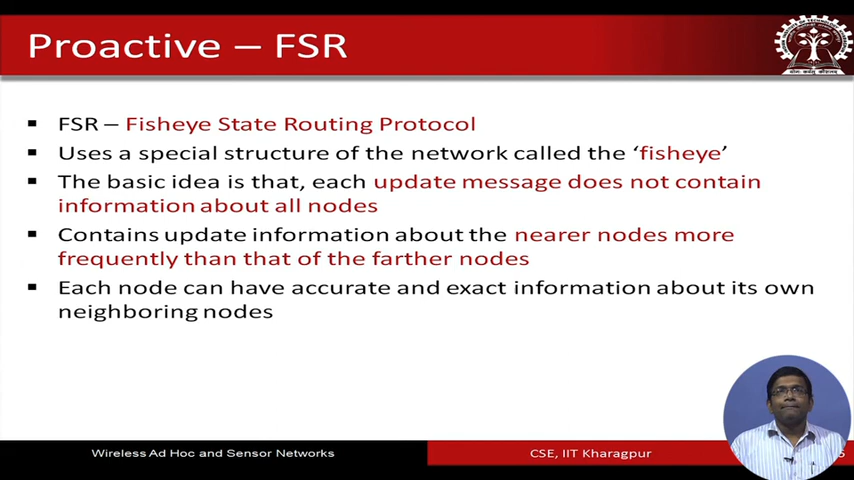 Proactive – FSR
FSR – Fisheye State Routing Protocol
Uses a special structure of the network called the ‘fisheye’
The basic idea is that, each update message does not contain
information about all nodes
Contains update information about the nearer nodes more
frequently than that of the farther nodes
Each node can have accurate and exact information about its own
neighboring nodes
Wireless Ad Hoc and Sensor Networks
CSE, IIT Kharagpur